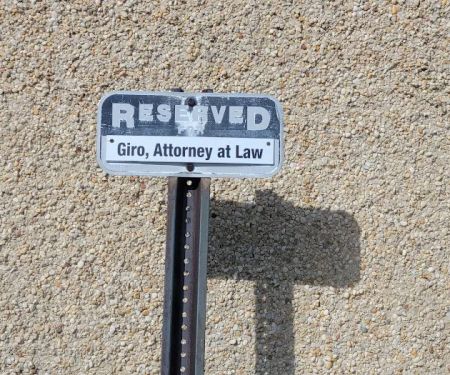 RESERVED
Giro, Attorney at Law